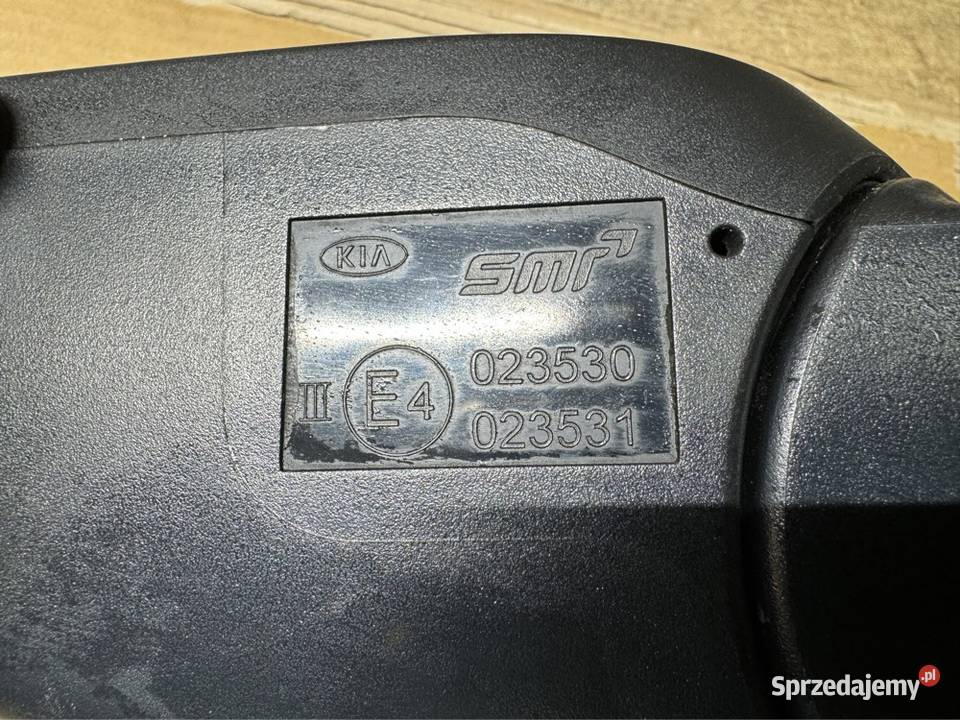 KIA
smr
III E4 023530
023531
Sprzedajemy.pl